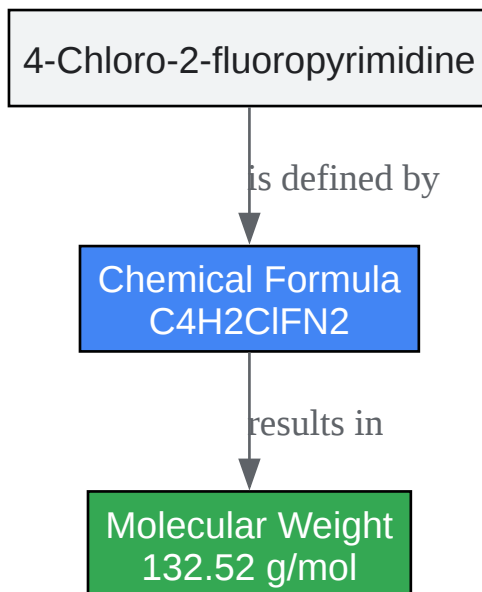 4-Chloro-2-fluoropyrimidine
is defined by
Chemical Formula
C4H2ClFN2
results in
Molecular Weight
132.52 g/mol